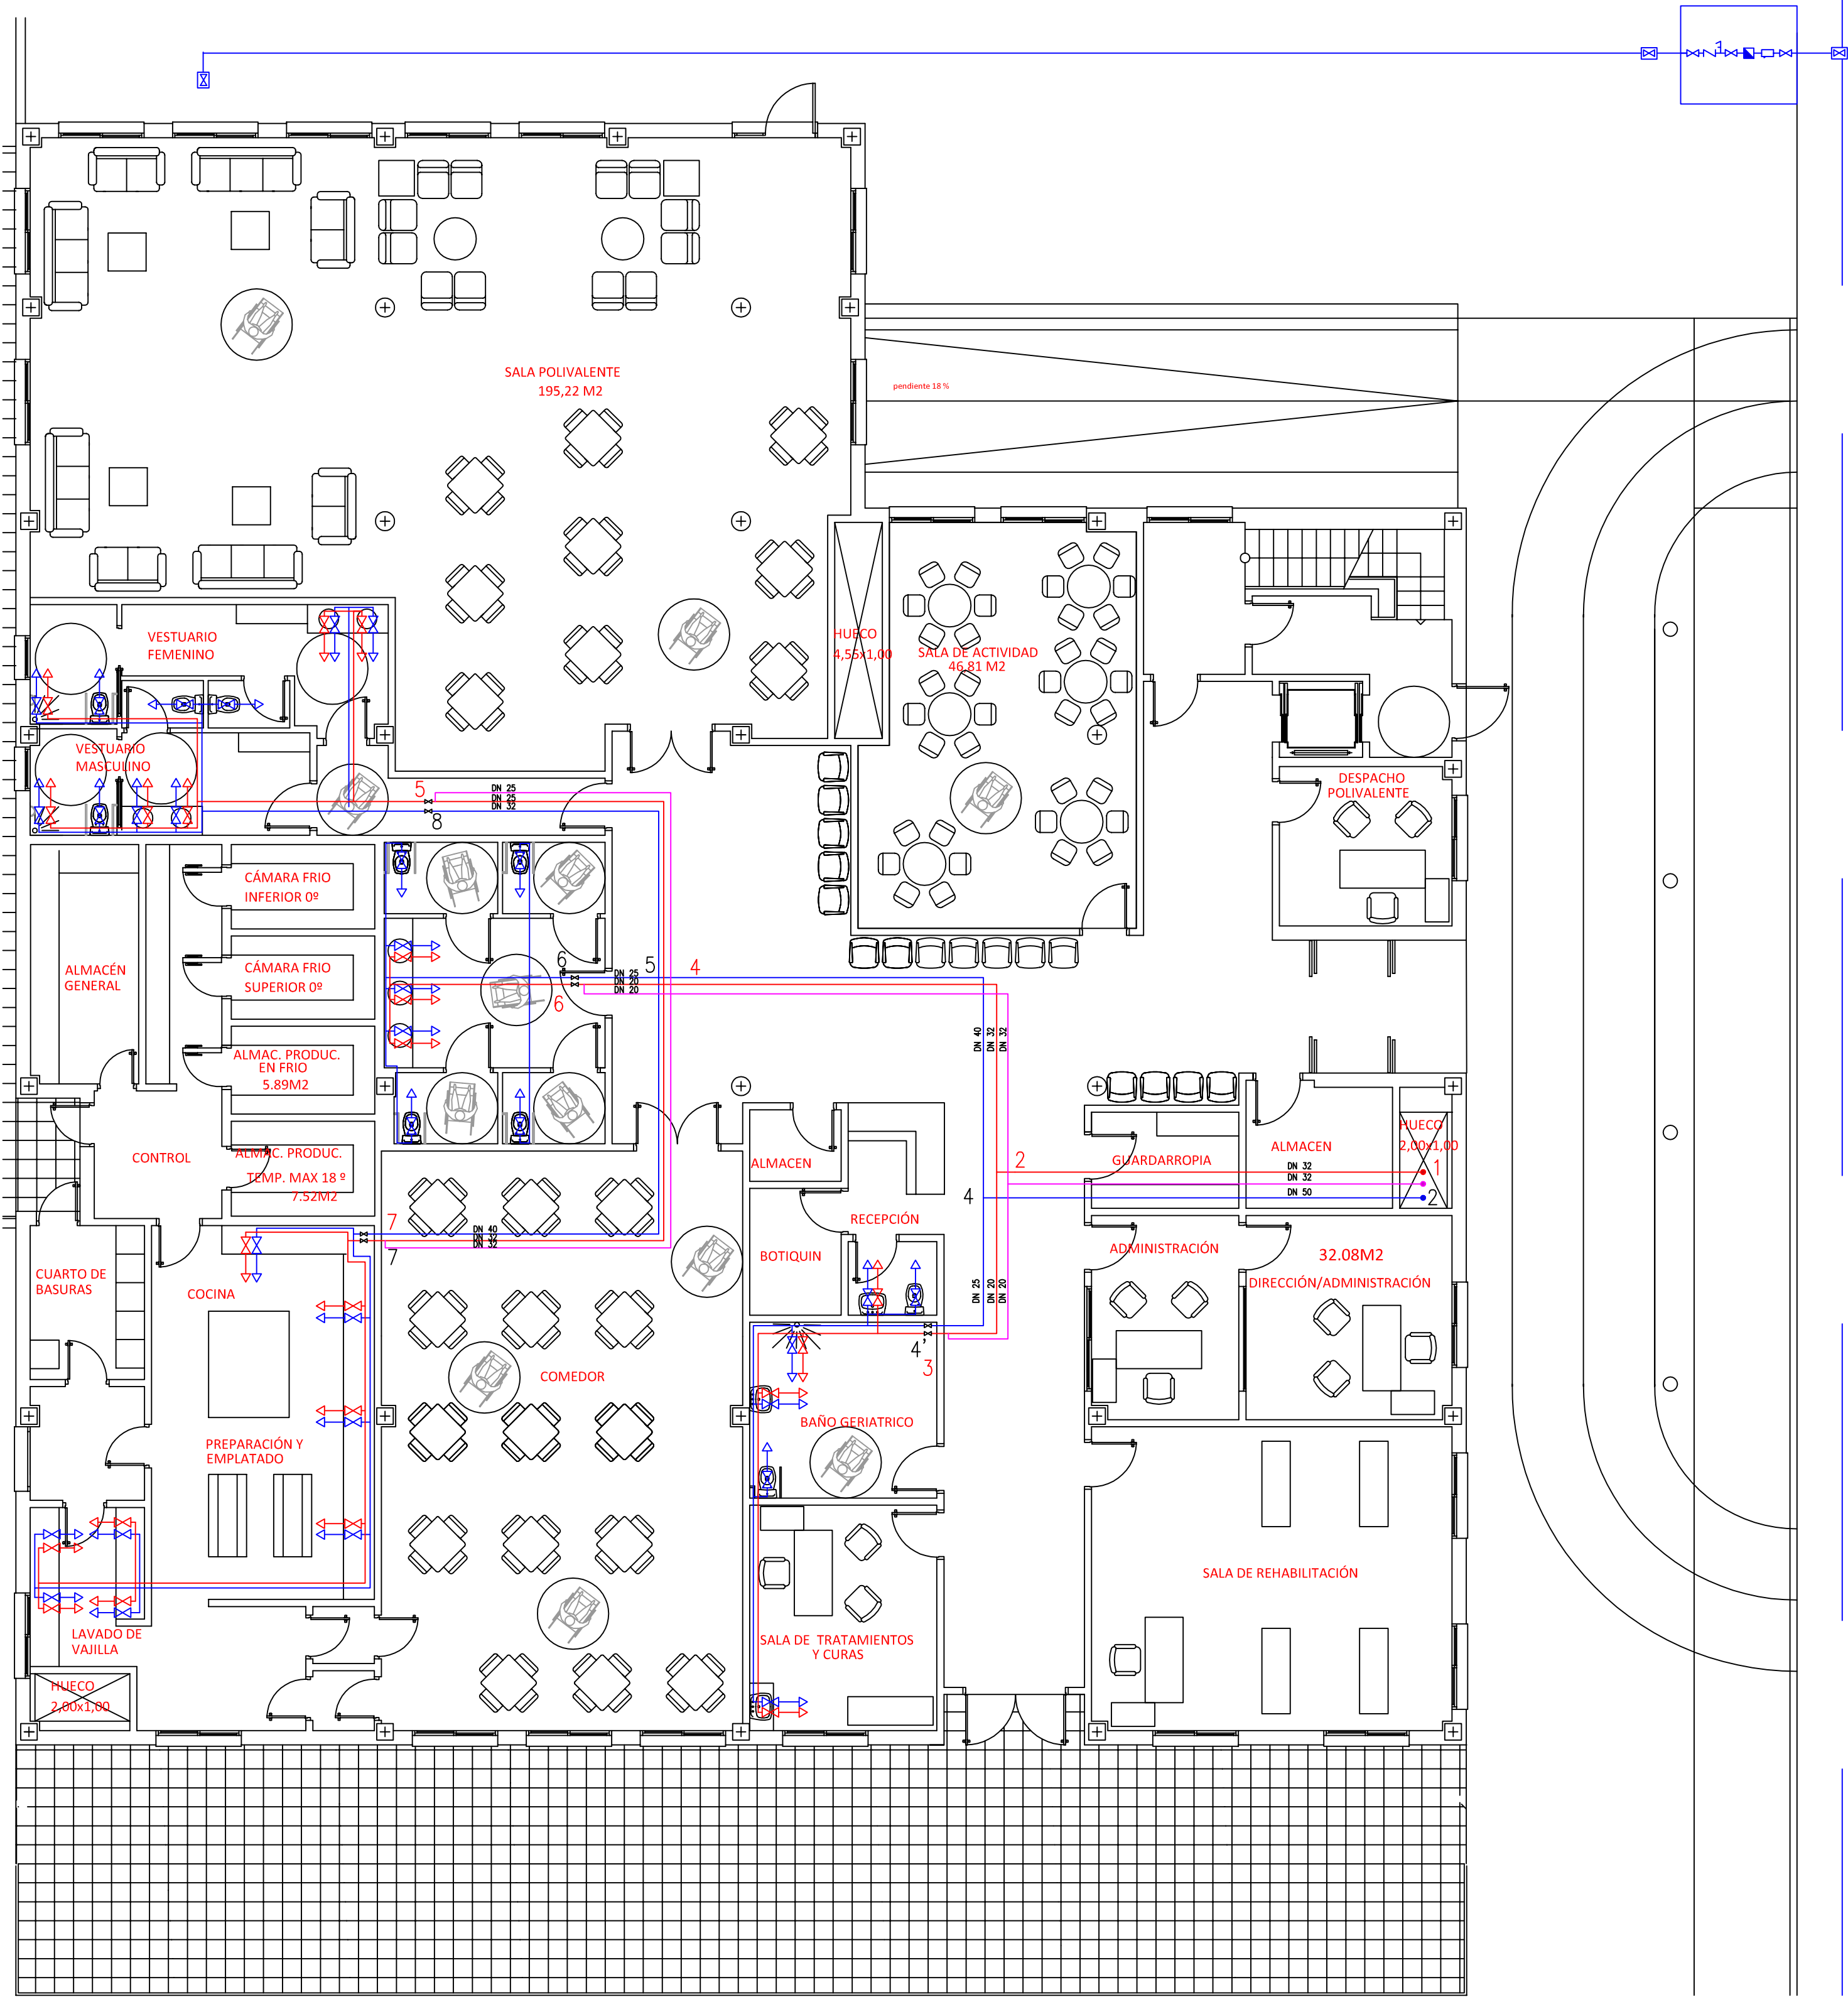 1
SALA POLIVALENTE
195,22 M2
pendiente 18 %
VESTUARIO
FEMENINO
HUECO
4,55x1,00
SALA DE ACTIVIDAD
46,81 M2
VESTUARIO
MASCULINO
DESPACHO
POLIVALENTE
5
DN 25
DN 25
DN 32
8
CÁMARA FRIO
INFERIOR 0º
ALMACÉN
GENERAL
CÁMARA FRIO
SUPERIOR 0º
6
5
4
DN 25
DN 20
DN 20
6
DN 40
DN 32
DN 32
ALMAC. PRODUC.
EN FRIO
5.89M2
CONTROL
ALMAC. PRODUC.
TEMP. MAX 18 º
7.52M2
ALMACEN
2
GUARDARROPIA
ALMACEN
HUECO
2,00x1,00
1
DN 32
DN 32
DN 50
2
4
RECEPCIÓN
7
DN 40
DN 32
DN 32
7
BOTIQUIN
ADMINISTRACIÓN
32.08M2
DIRECCIÓN/ADMINISTRACIÓN
CUARTO DE
BASURAS
COCINA
DN 25
DN 20
DN 20
4'
3
COMEDOR
BAÑO GERIATRICO
PREPARACIÓN Y
EMPLATADO
SALA DE REHABILITACIÓN
LAVADO DE
VAJILLA
SALA DE TRATAMIENTOS
Y CURAS
HUECO
2,00x1,00